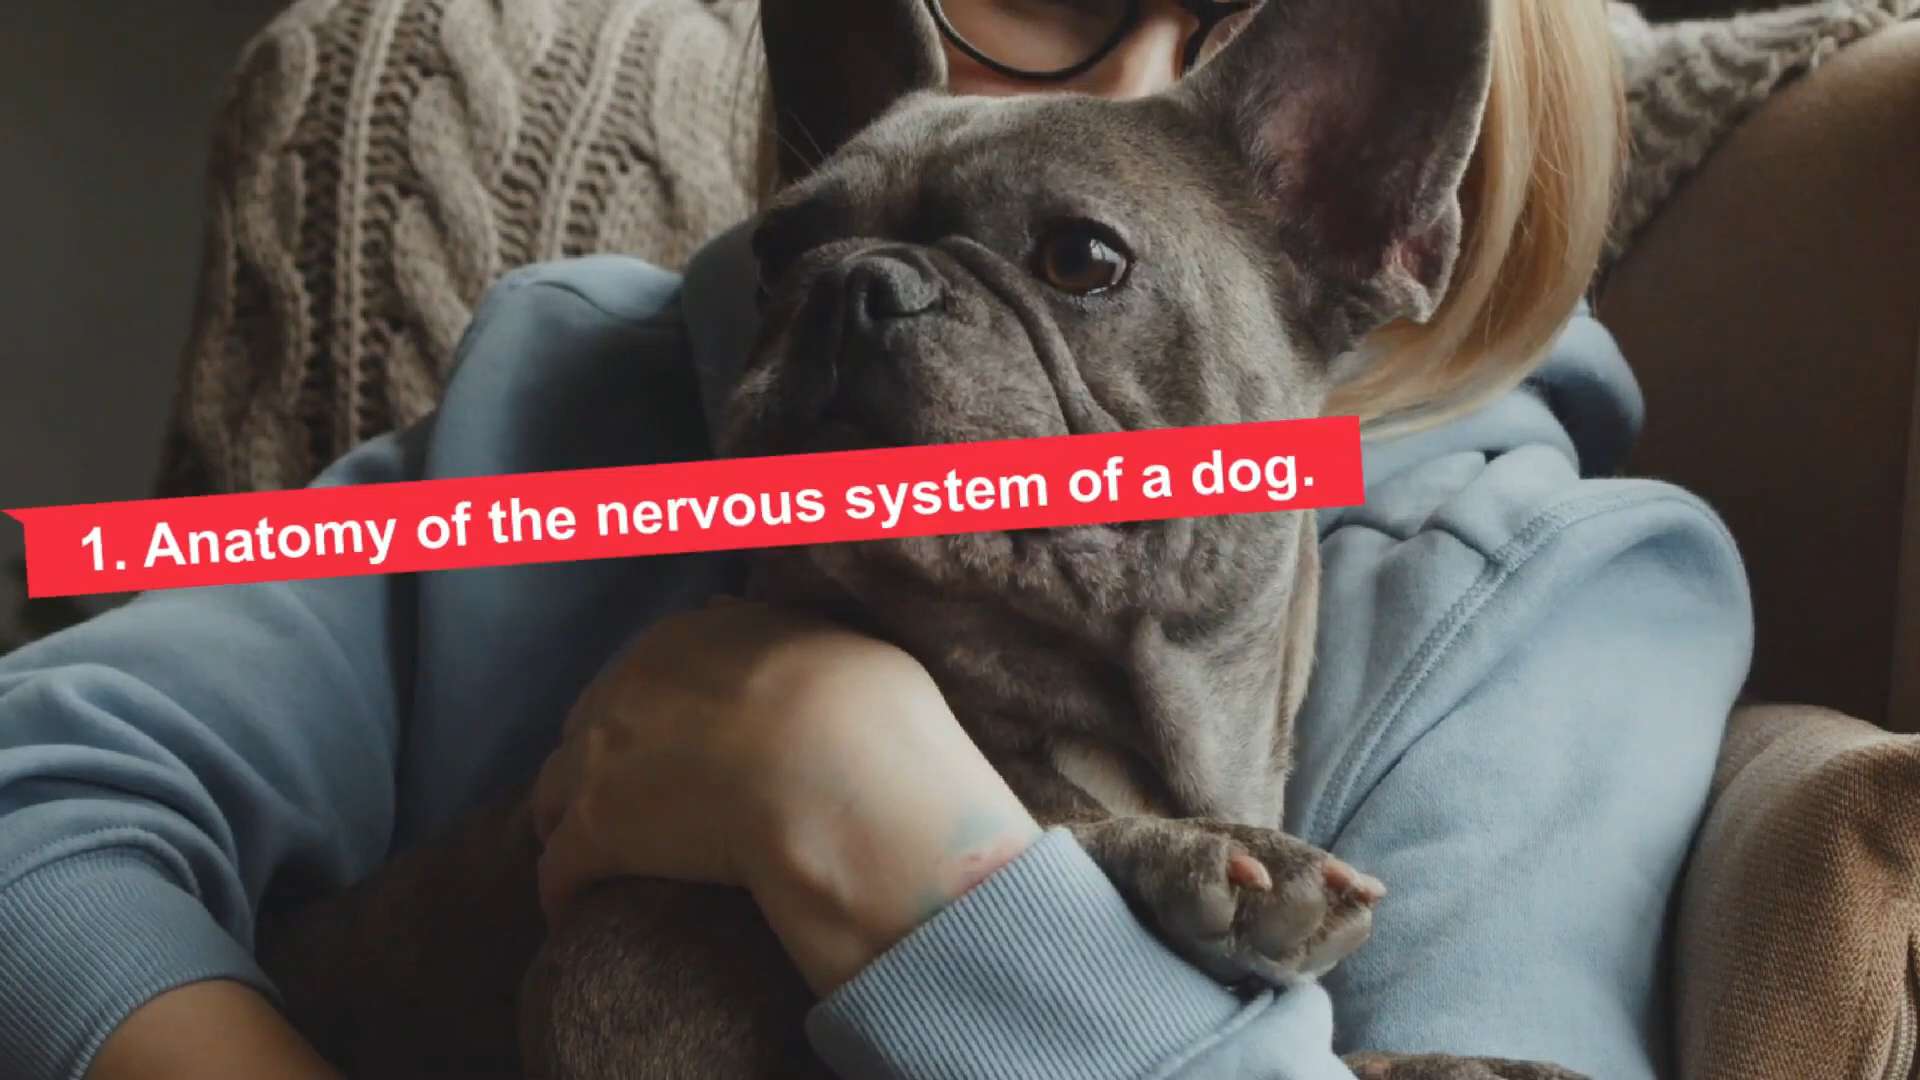 1. Anatomy of the nervous system of a dog.